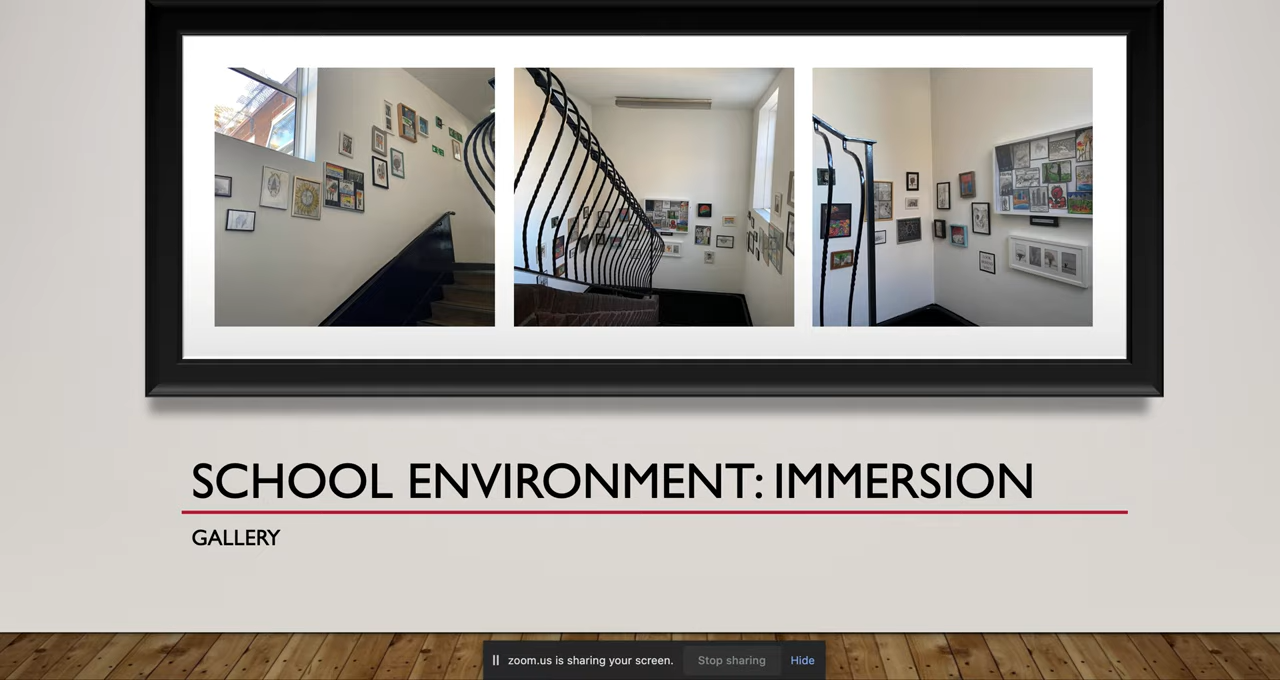 SCHOOL ENVIRONMENT: IMMERSION
GALLERY
zoom.us is sharing your screen. Stop sharing Hide